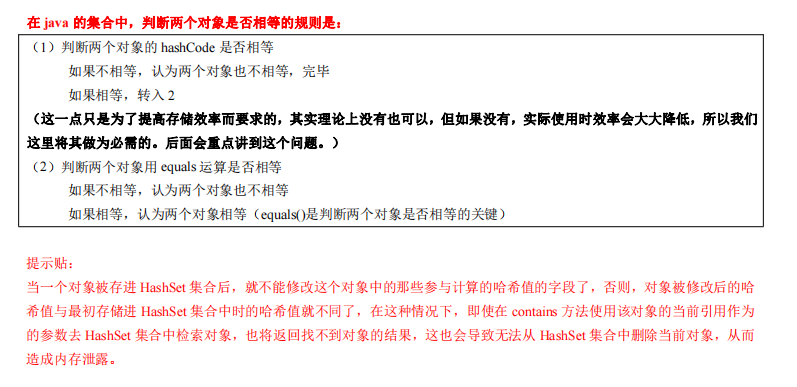 在 java 的集合中，判断两个对象是否相等的规则是：
（1）判断两个对象的 hashCode 是否相等
如果不相等，认为两个对象也不相等，完毕
如果相等，转入 2
（这一点只是为了提高存储效率而要求的，其实理论上没有也可以，但如果没有，实际使用时效率会大大降低，所以我们
这里将其做为必需的。后面会重点讲到这个问题。）
（2）判断两个对象用 equals 运算是否相等
如果不相等，认为两个对象也不相等
如果相等，认为两个对象相等（equals()是判断两个对象是否相等的关键）
提示贴：
当一个对象被存进 HashSet 集合后，就不能修改这个对象中的那些参与计算的哈希值的字段了，否则，对象被修改后的哈
希值与最初存储进 HashSet 集合中时的哈希值就不同了，在这种情况下，即使在 contains 方法使用该对象的当前引用作为
的参数去 HashSet 集合中检索对象，也将返回找不到对象的结果，这也会导致无法从 HashSet 集合中删除当前对象，从而
造成内存泄露。